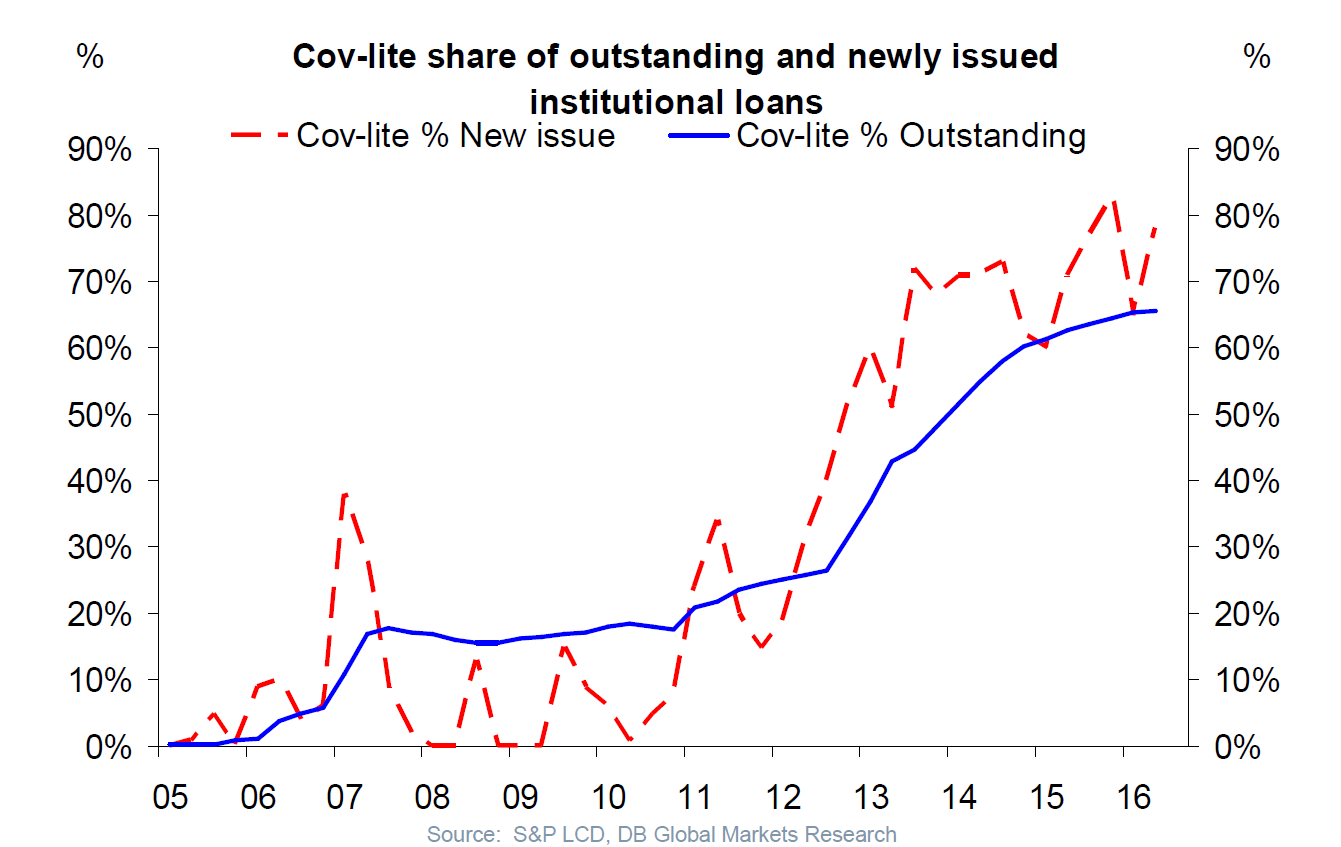 % Cov-lite share of outstanding and newly issued %
institutional loans
Cov-lite % New issue Cov-lite % Outstanding
90% 90%
80% 80%
70% 70%
60% 60%
50% 50%
40% 40%
30% 30%
20% 20%
10% 10%
0% 0%
05 06 07 08 09 10 11 12 13 14 15 16
Source: S&P LCD, DB Global Markets Research